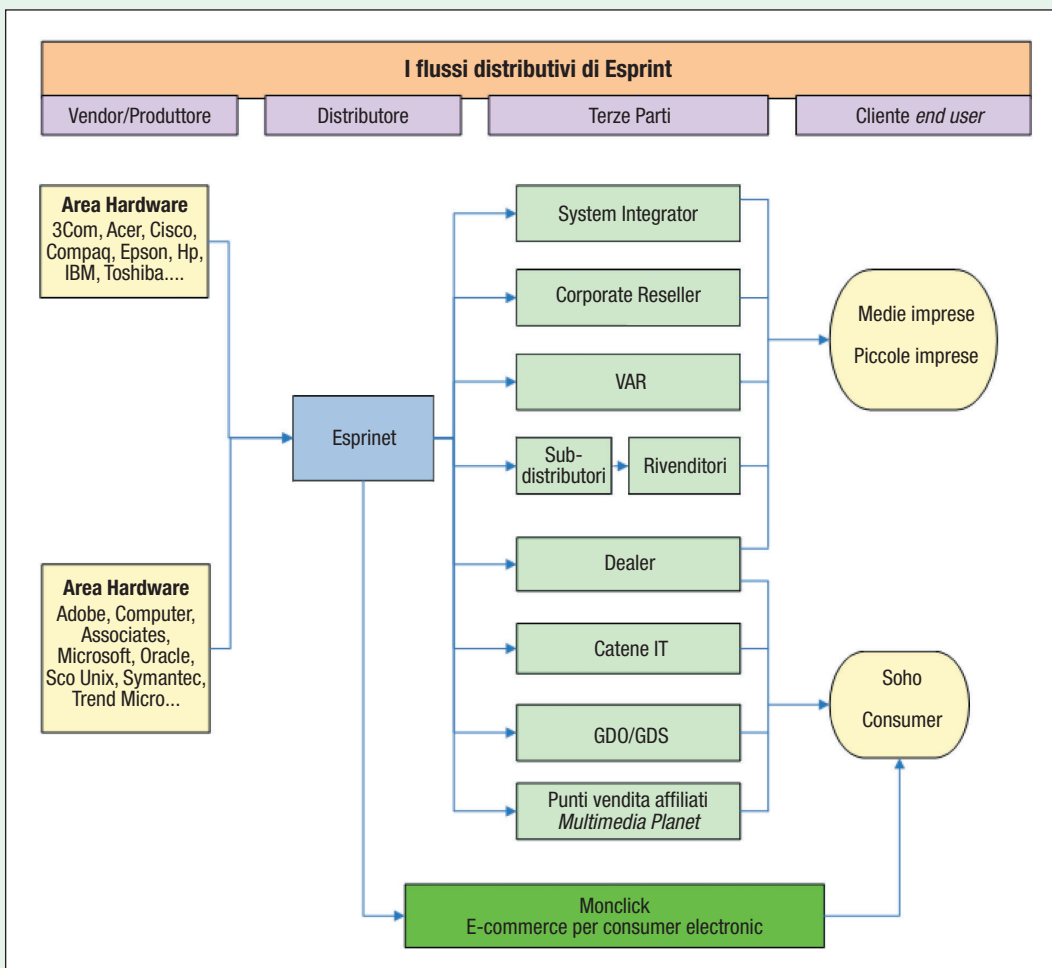 I flussi distributivi di Esprint
Vendor/Produttore
Distributore
Terze Parti
Cliente end user
Area Hardware
3Com, Acer, Cisco,
Compaq, Epson, Hp,
IBM, Toshiba....
Area Hardware
Adobe, Computer,
Associates,
Microsoft, Oracle,
Sco Unix, Symantec,
Trend Micro...
Esprinet
System Integrator
Corporate Reseller
VAR
Sub-
distributori
Rivenditori
Dealer
Catene IT
GDO/GDS
Punti vendita affiliati
Multimedia Planet
Monclick
E-commerce per consumer electronic
Medie imprese
Piccole imprese
Soho
Consumer